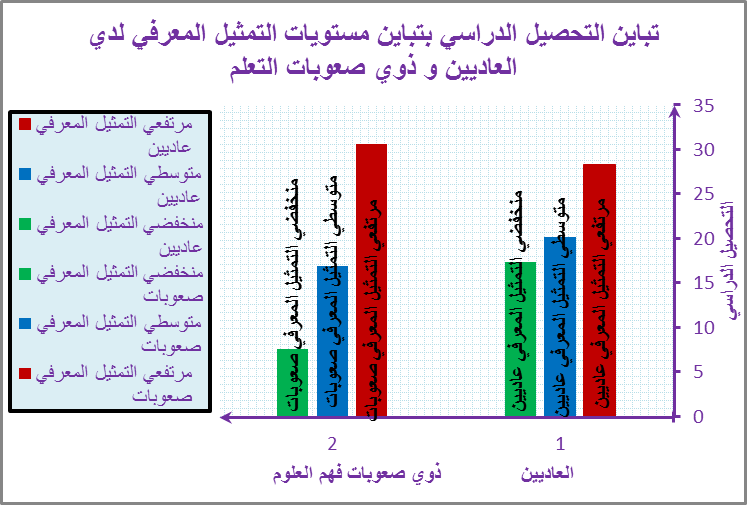 تباين التحصيل الدراسي بتباين مستويات التمثيل المعرفي لدي
العاديين و ذوي صعوبات التعلم
مرتفعي التمثيل المعرفي
عاديين
متوسطي التمثيل المعرفي
عاديين
منخفضي التمثيل المعرفي
عاديين
منخفضي التمثيل المعرفي
صعوبات
متوسطي التمثيل المعرفي
صعوبات
مرتفعي التمثيل المعرفي
صعوبات
35
30
25
20
15
10
5
0
التحصيل الدراسي
مرتفعي التمثيل المعرفي عاديين
متوسطي التمثيل المعرفي عاديين
منخفضي التمثيل المعرفي عاديين
مرتفعي التمثيل المعرفي صعوبات
متوسطي التمثيل المعرفي صعوبات
منخفضي التمثيل المعرفي صعوبات
1
العاديين
2
ذوي صعوبات فهم العلوم